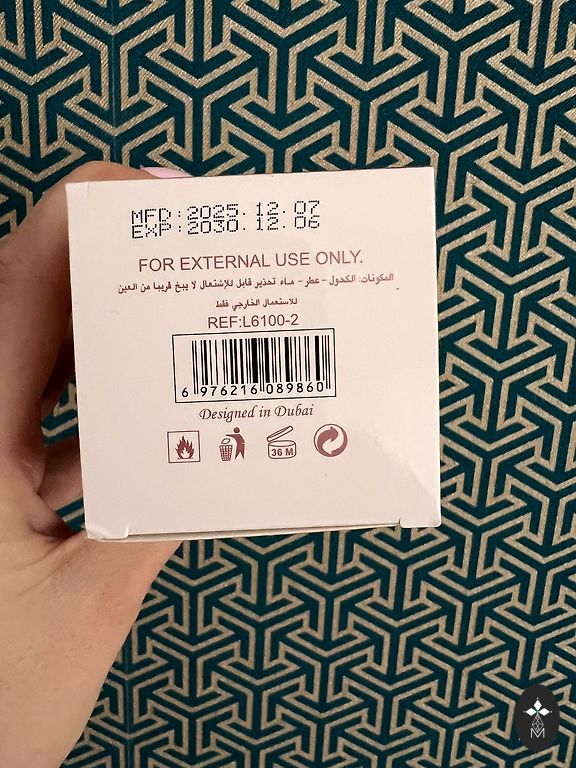 MFD:2025.12.07
EXP:2030.12.06
FOR EXTERNAL USE ONLY.
المكونات: الكحول - عطر - ماء تحذير قابل للإشتعال لا يبخ قريبا من العين
للاستعمال الخارجي فقط
REF:L6100-2
6 976216 089860
Designed in Dubai
36 M
M